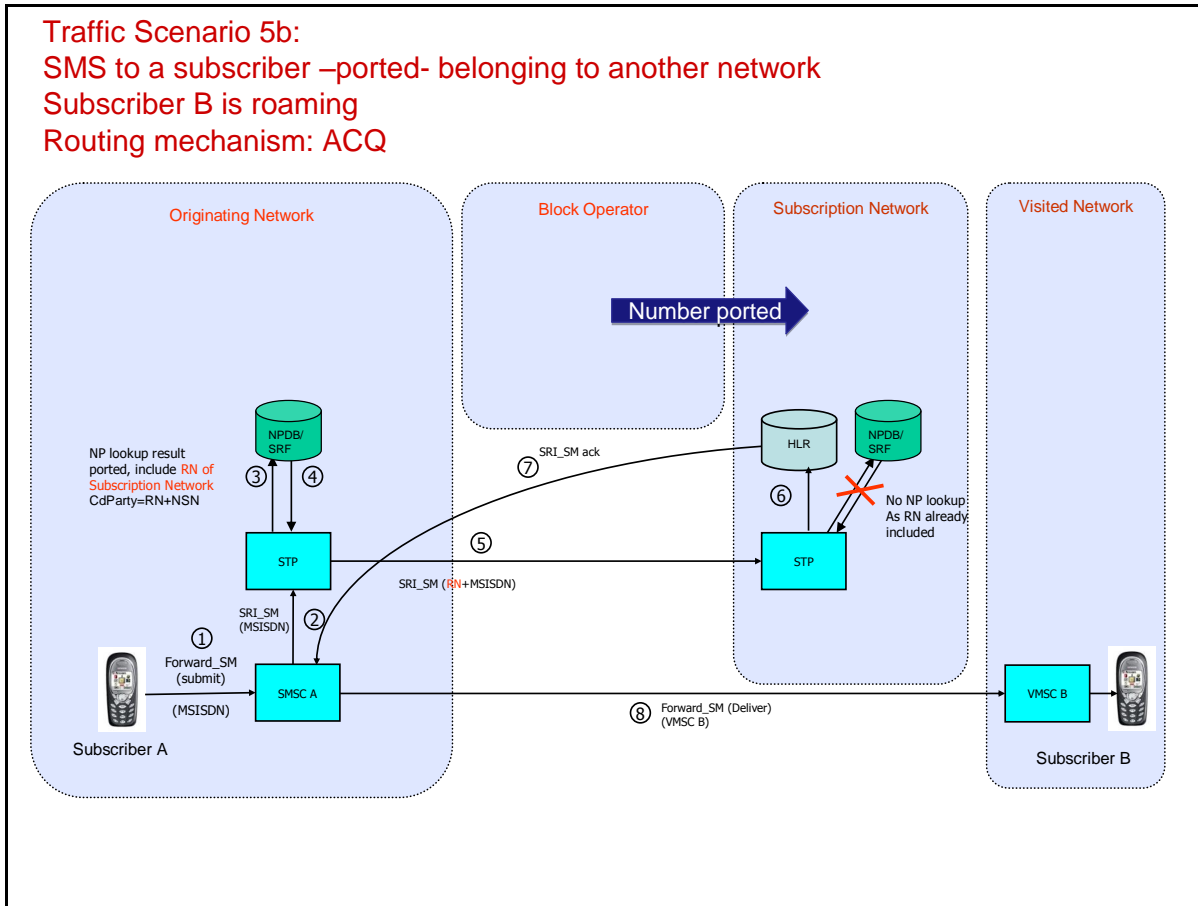 Traffic Scenario 5b:
SMS to a subscriber –ported- belonging to another network
Subscriber B is roaming
Routing mechanism: ACQ
Originating Network
Block Operator
Subscription Network
Visited Network
Number ported
NPDB/
SRF
NP lookup result
ported, include RN of
Subscription Network
CdParty=RN+NSN
3
4
7
SRI_SM ack
HLR
NPDB/
SRF
6
No NP lookup
As RN already
included
STP
5
STP
SRI_SM (RN+MSISDN)
SRI_SM
(MSISDN)
2
1
Forward_SM
(submit)
(MSISDN)
SMSC A
VMSC B
8
Forward_SM (Deliver)
(VMSC B)
Subscriber A
Subscriber B